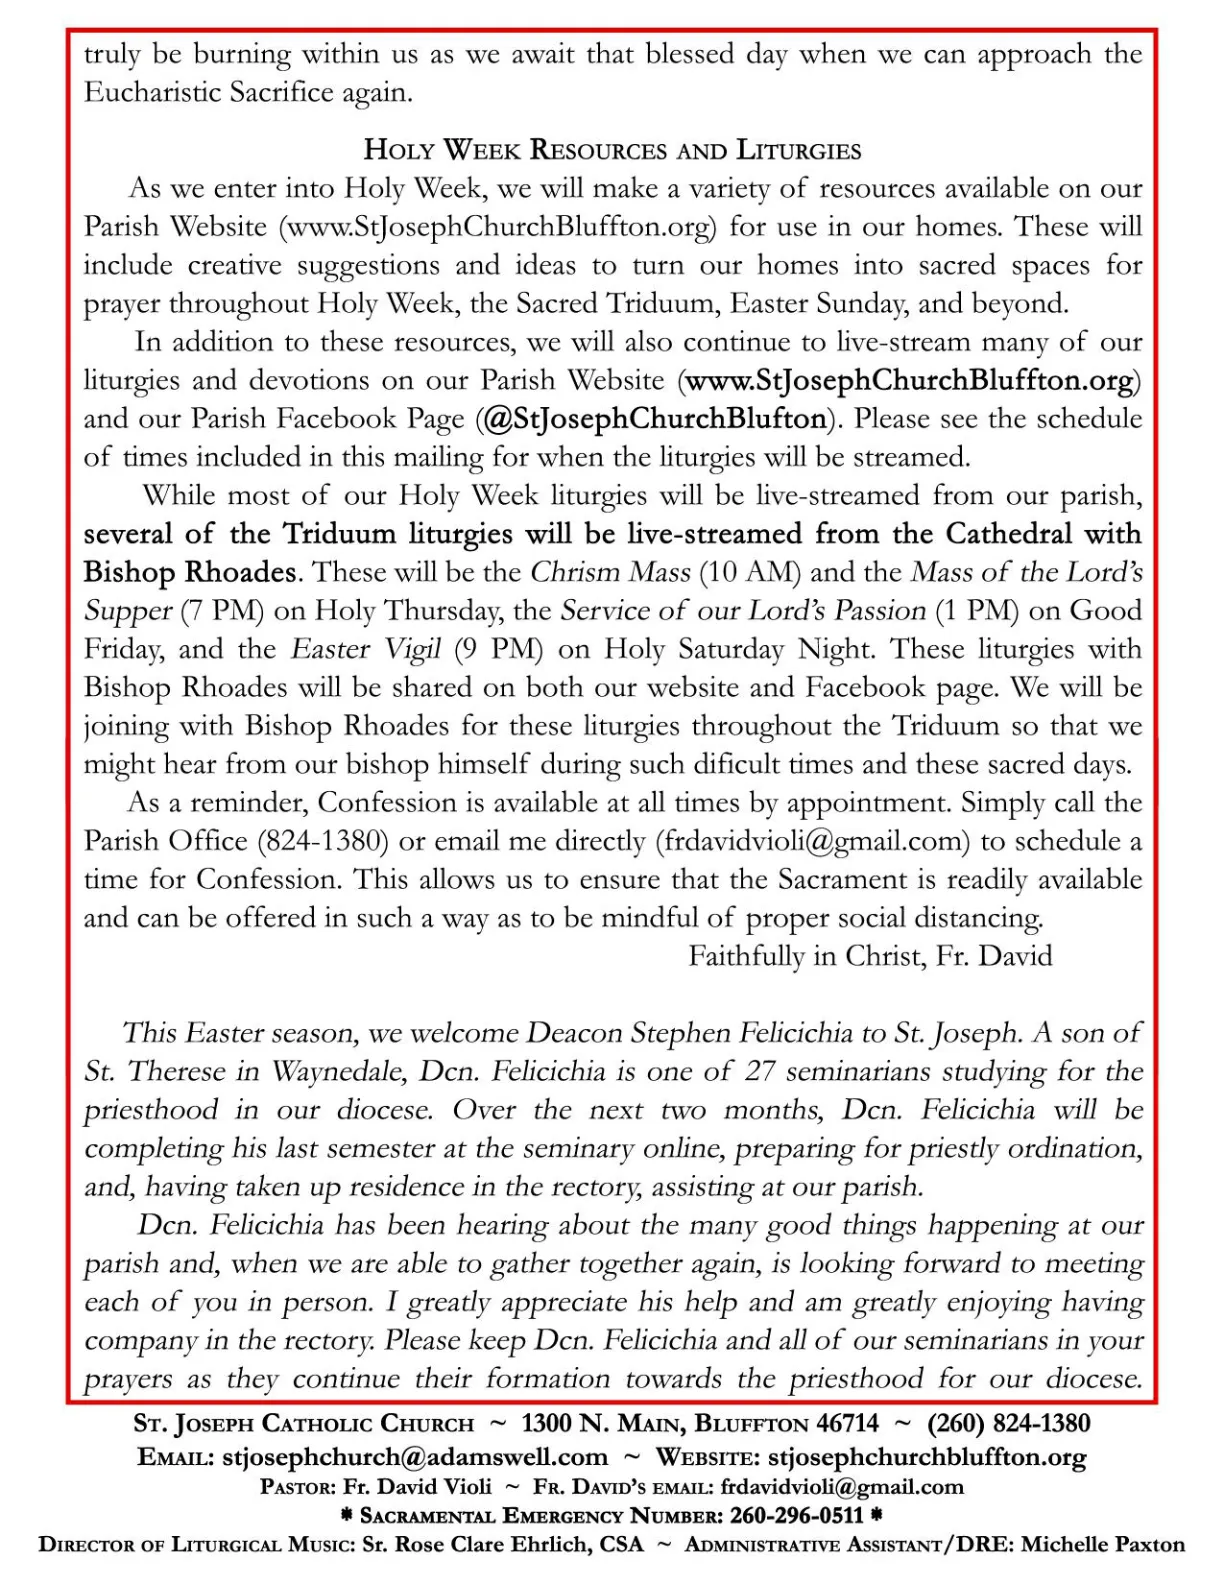 truly be burning within us as we await that blessed day when we can approach the
Eucharistic Sacrifice again.
Holy Week Resources and Liturgies
As we enter into Holy Week, we will make a variety of resources available on our
Parish Website (www.StJosephChurchBluffton.org) for use in our homes. These will
include creative suggestions and ideas to turn our homes into sacred spaces for
prayer throughout Holy Week, the Sacred Triduum, Easter Sunday, and beyond.
In addition to these resources, we will also continue to live-stream many of our
liturgies and devotions on our Parish Website (www.StJosephChurchBluffton.org)
and our Parish Facebook Page (@StJosephChurchBlufton). Please see the schedule
of times included in this mailing for when the liturgies will be streamed.
While most of our Holy Week liturgies will be live-streamed from our parish,
several of the Triduum liturgies will be live-streamed from the Cathedral with
Bishop Rhoades. These will be the Chrism Mass (10 AM) and the Mass of the Lord's
Supper (7 PM) on Holy Thursday, the Service of our Lord's Passion (1 PM) on Good
Friday, and the Easter Vigil (9 PM) on Holy Saturday Night. These liturgies with
Bishop Rhoades will be shared on both our website and Facebook page. We will be
joining with Bishop Rhoades for these liturgies throughout the Triduum so that we
might hear from our bishop himself during such dificult times and these sacred days.
As a reminder, Confession is available at all times by appointment. Simply call the
Parish Office (824-1380) or email me directly (frdavidvioli@gmail.com) to schedule a
time for Confession. This allows us to ensure that the Sacrament is readily available
and can be offered in such a way as to be mindful of proper social distancing.
Faithfully in Christ, Fr. David
This Easter season, we welcome Deacon Stephen Felicichia to St. Joseph. A son of
St. Therese in Waynedale, Dcn. Felicichia is one of 27 seminarians studying for the
priesthood in our diocese. Over the next two months, Dcn. Felicichia will be
completing his last semester at the seminary online, preparing for priestly ordination,
and, having taken up residence in the rectory, assisting at our parish.
Dcn. Felicichia has been hearing about the many good things happening at our
parish and, when we are able to gather together again, is looking forward to meeting
each of you in person. I greatly appreciate his help and am greatly enjoying having
company in the rectory. Please keep Dcn. Felicichia and all of our seminarians in your
prayers as they continue their formation towards the priesthood for our diocese.
St. Joseph Catholic Church ~ 1300 N. Main, Bluffton 46714 ~ (260) 824-1380
Email: stjosephchurch@adamswell.com ~ Website: stjosephchurchbluffton.org
Pastor: Fr. David Violi ~ Fr. David's email: frdavidvioli@gmail.com
* Sacramental Emergency Number: 260-296-0511 *
Director of Liturgical Music: Sr. Rose Clare Ehrlich, CSA ~ Administrative Assistant/DRE: Michelle Paxton